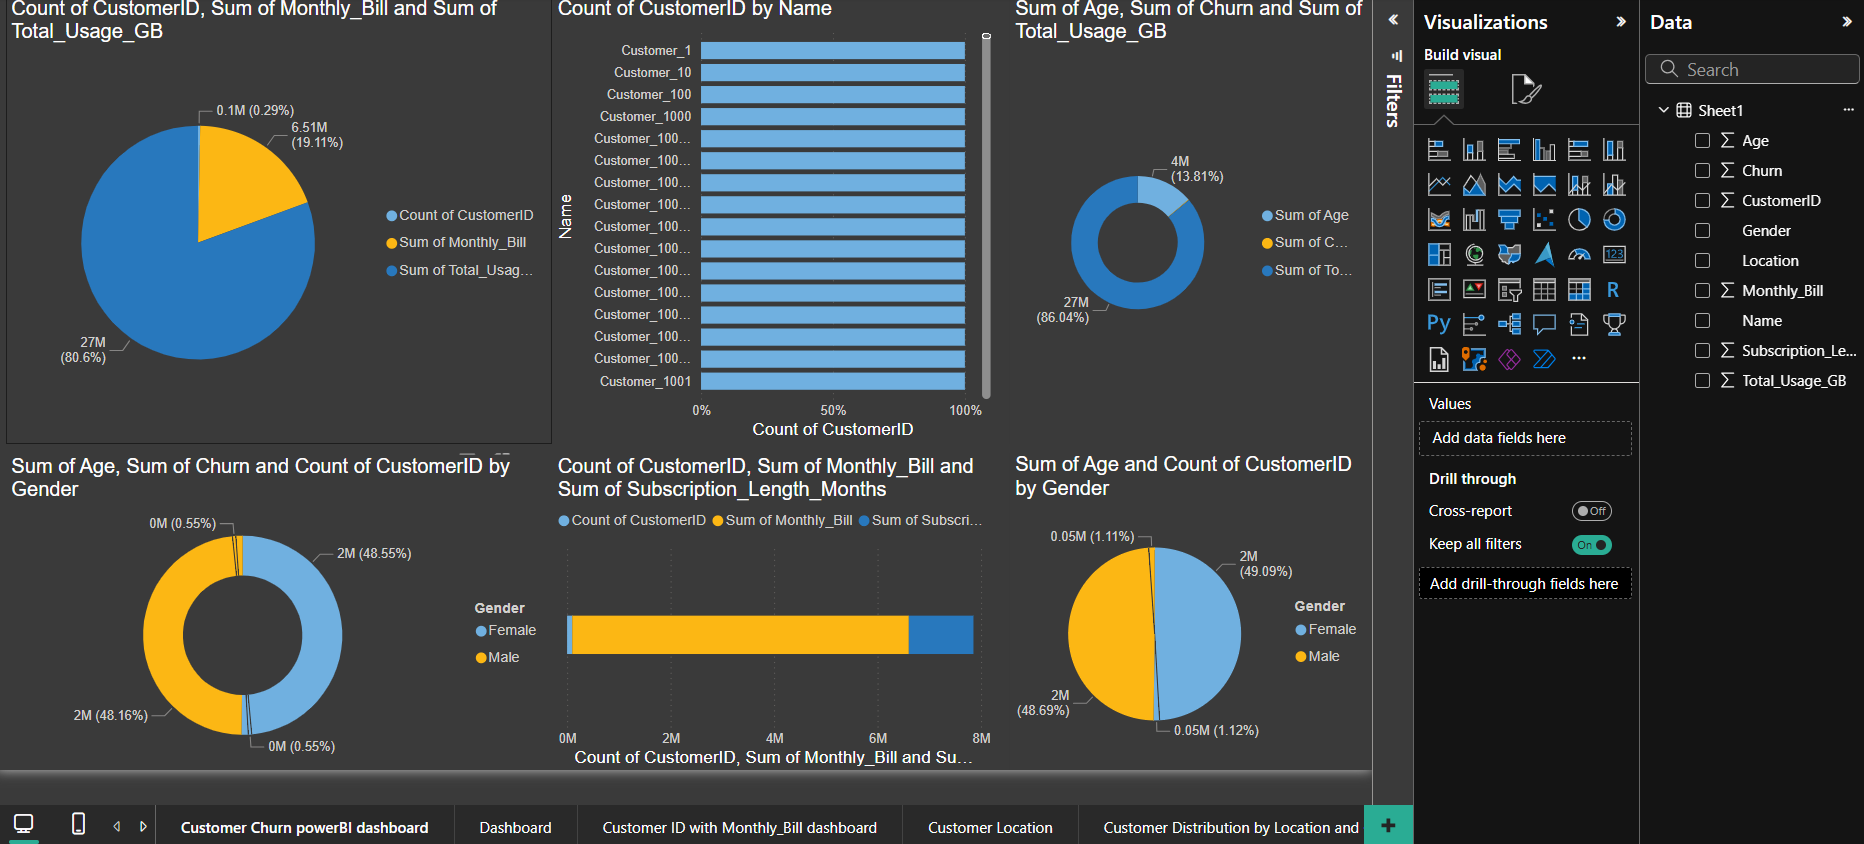 Count of CustomerID, Sum of Monthly_Bill and Sum of
Total_Usage_GB
0.1M (0.29%)
6.51M
(19.11%)
27M
(80.6%)
Count of CustomerID
Sum of Monthly_Bill
Sum of Total_Usag...
Count of CustomerID by Name
Name
Customer_1
Customer_10
Customer_100
Customer_1000
Customer_100...
Customer_100...
Customer_100...
Customer_100...
Customer_100...
Customer_100...
Customer_100...
Customer_100...
Customer_100...
Customer_100...
Customer_100...
Customer_1001
0%
50%
100%
Count of CustomerID
Sum of Age, Sum of Churn and Sum of
Total_Usage_GB
4M
(13.81%)
27M
(86.04%)
Sum of Age
Sum of C...
Sum of To...
Sum of Age, Sum of Churn and Count of CustomerID by
Gender
0M (0.55%)
2M (48.55%)
2M (48.16%)
0M (0.55%)
Gender
Female
Male
Count of CustomerID, Sum of Monthly_Bill and
Sum of Subscription_Length_Months
Count of CustomerID Sum of Monthly_Bill Sum of Subscri...
0M 2M 4M 6M 8M
Count of CustomerID, Sum of Monthly_Bill and Su...
Sum of Age and Count of CustomerID
by Gender
0.05M (1.11%)
2M
(49.09%)
2M
(48.69%)
0.05M (1.12%)
Gender
Female
Male
Filters
Visualizations
Build visual
123
R
Py
...
Values
Add data fields here
Drill through
Cross-report
Off
Keep all filters
On
Add drill-through fields here
Data
Search
Sheet1
...
Age
Churn
CustomerID
Gender
Location
Monthly_Bill
Name
Subscription_Le...
Total_Usage_GB
Customer Churn powerBI dashboard
Dashboard
Customer ID with Monthly_Bill dashboard
Customer Location
Customer Distribution by Location and
+